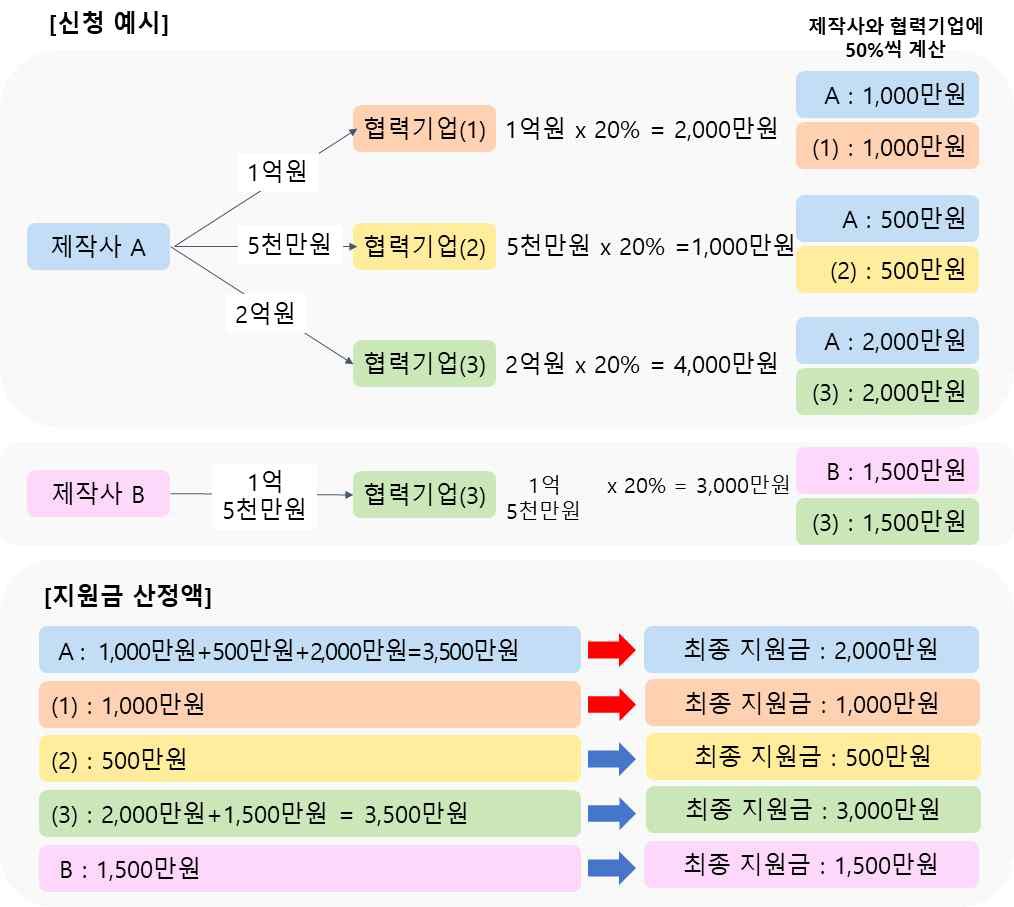 [신청 예시]
제작사와 협력기업에
50%씩 계산
협력기업(1)
1억원 x 20% = 2,000만원
A : 1,000만원
(1) : 1,000만원
1억원
제작사 A
5천만원
협력기업(2)
5천만원 x 20% =1,000만원
A : 500만원
(2) : 500만원
2억원
협력기업(3)
2억원 x 20% = 4,000만원
A : 2,000만원
(3) : 2,000만원
제작사 B
1억
5천만원
협력기업(3)
1억
5천만원
x 20% = 3,000만원
B : 1,500만원
(3) : 1,500만원
[지원금 산정액]
A : 1,000만원+500만원+2,000만원=3,500만원
최종 지원금 : 2,000만원
(1) : 1,000만원
최종 지원금 : 1,000만원
(2) : 500만원
최종 지원금 : 500만원
(3) : 2,000만원+1,500만원 = 3,500만원
최종 지원금 : 3,000만원
B : 1,500만원
최종 지원금 : 1,500만원